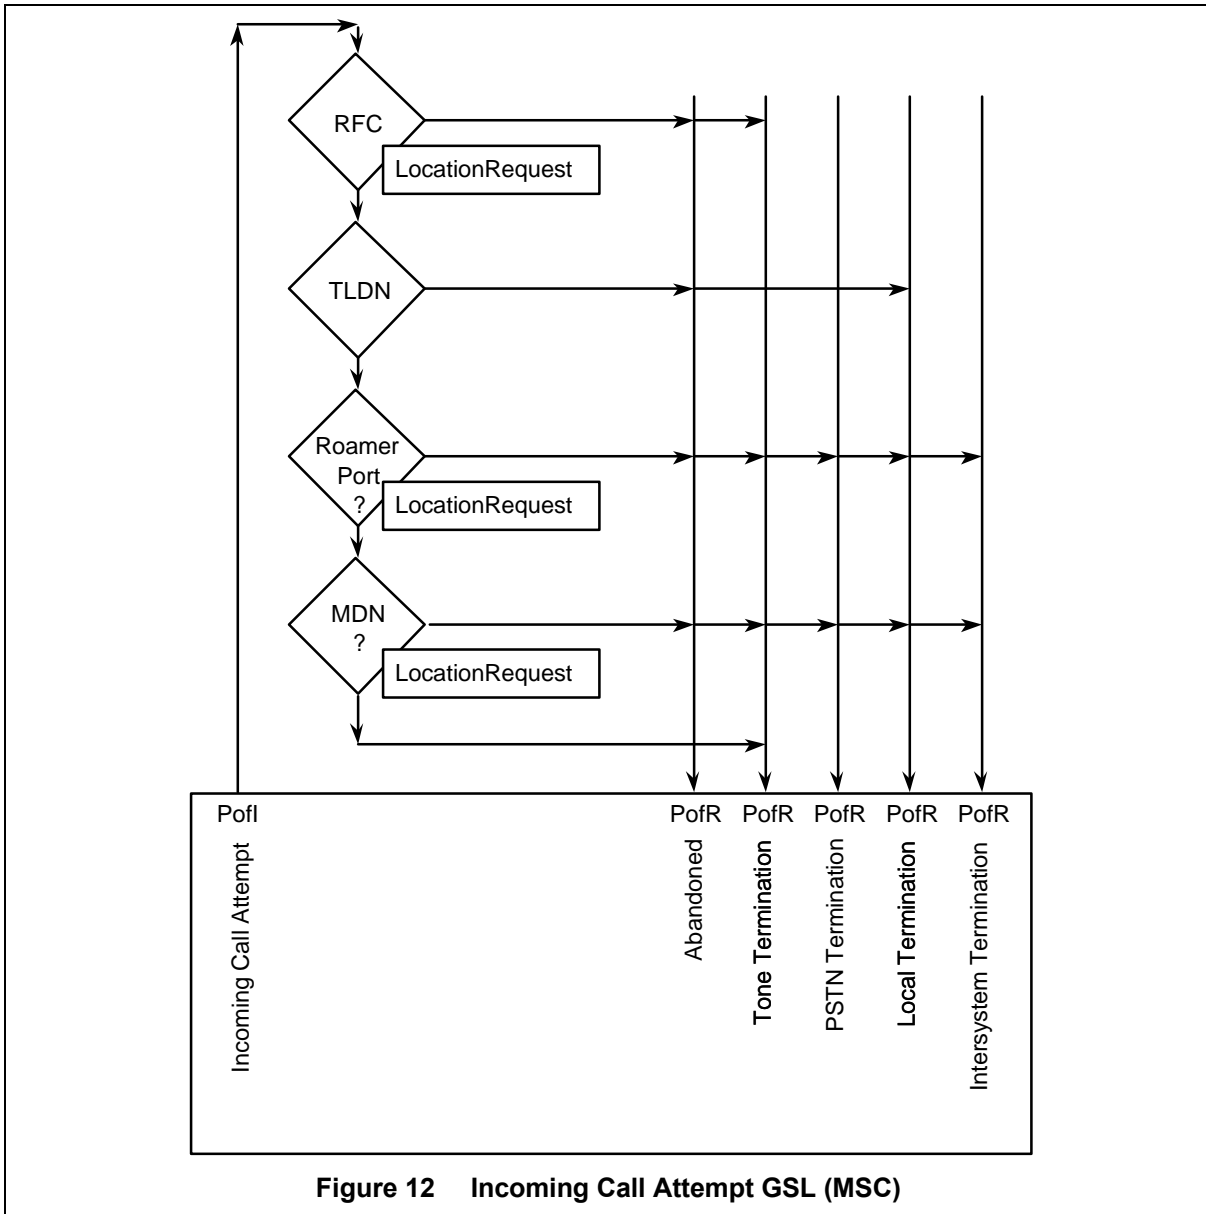 RFC
LocationRequest
TLDN
Roamer
Port
?
LocationRequest
MDN
?
LocationRequest
PofI
PofR
PofR
PofR
PofR
PofR
Incoming Call Attempt
Abandoned
Tone Termination
PSTN Termination
Local Termination
Intersystem Termination
Figure 12 Incoming Call Attempt GSL (MSC)